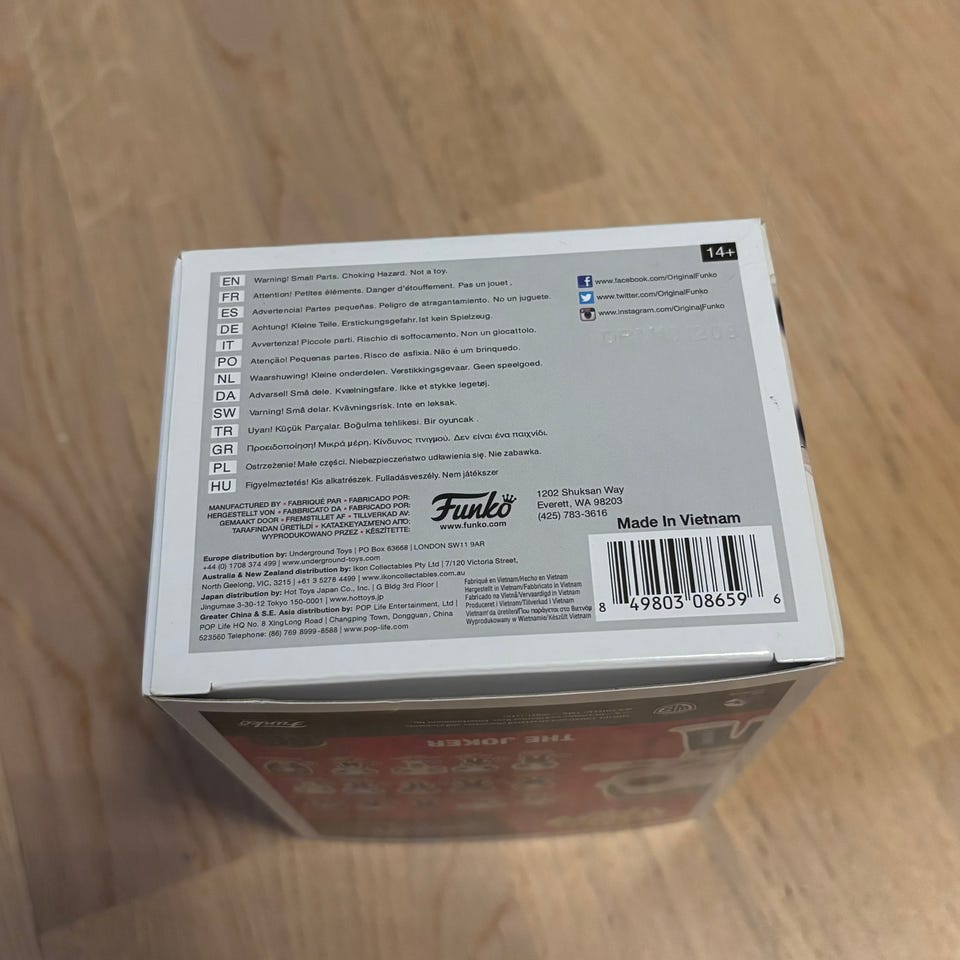 14+
EN Warning! Small Parts. Choking Hazard. Not a toy.
FR Attention! Petites éléments. Danger d'étouffement. Pas un jouet.
ES Advertencia! Partes pequeñas. Peligro de atragantamiento. No un juguete.
DE Achtung! Kleine Teile. Erstickungsgefahr. Ist kein Spielzeug.
IT Avvertenza! Piccole parti. Rischio di soffocamento. Non un giocattolo.
PO Atenção! Pequenas partes. Risco de asfixia. Não é um brinquedo.
NL Waarshuwing! Kleine onderdelen. Verstikkingsgevaar. Geen speelgoed.
DA Advarsel! Små dele. Kvælningsfare. Ikke et stykke legetøj.
SW Varning! Små delar. Kvävningsrisk. Inte en leksak.
TR Uyarı! Küçük Parçalar. Boğulma tehlikesi. Bir oyuncak.
GR Προειδοποίηση! Μικρά μέρη. Κίνδυνος πνιγμού. Δεν είναι ένα παιχνίδι.
PL Ostrzeżenie! Małe części. Niebezpieczeństwo udławienia się. Nie zabawka.
HU Figyelmeztetés! Kis alkatrészek. Fulladásveszély. Nem játékszer
www.facebook.com/OriginalFunko
www.twitter.com/OriginalFunko
www.instagram.com/OriginalFunko
MANUFACTURED BY • FABRIQUÉ PAR • FABRICADO POR:
HERGESTELLT VON • FABBRICATO DA • FABRICADO POR:
GEMAAKT DOOR • FREMSTILLET AF • TILLVERKAD AV:
TARAFINDAN ÜRETİLDİ • ΚΑΤΑΣΚΕΥΑΖΜΕΝΟ ΑΠΌ:
WYPRODUKOWANO PRZEZ • KÉSZÍTETTE:
Funko
www.funko.com
1202 Shuksan Way
Everett, WA 98203
(425) 783-3616
Made In Vietnam
Europe distribution by: Underground Toys | PO Box 63668 | LONDON SW11 9AR
+44 (0) 1708 374 499 | www.underground-toys.com
Australia & New Zealand distribution by: Ikon Collectables Pty Ltd | 7/120 Victoria Street,
North Geelong, VIC, 3215 | +61 3 5278 4499 | www.ikoncollectables.com.au
Japan distribution by: Hot Toys Japan Co., Inc. | G Bldg 3rd Floor |
Jingumae 3-30-12 Tokyo 150-0001 | www.hottoys.jp
Greater China & S.E. Asia distribution by: POP Life Entertainment, Ltd |
POP Life HQ No. 8 XingLong Road | Changping Town, Dongguan, China
523560 Telephone: (86) 769 8999-8588 | www.pop-life.com
Fabriqué en Vietnam/Hecho en Vietnam
Hergestellt in Vietnam/Fabbricato in Vietnam
Fabricado na Vietnam/Vervaardigd in Vietnam
Produceret i Vietnam/Tillverkad i Vietnam
Vietnam'da üretilen/Που παράγονται στο Βιετνάμ
Wyprodukowany w Wietnamie/Készült Vietnam
8 49803 08659 6
Funko
THE JOKER